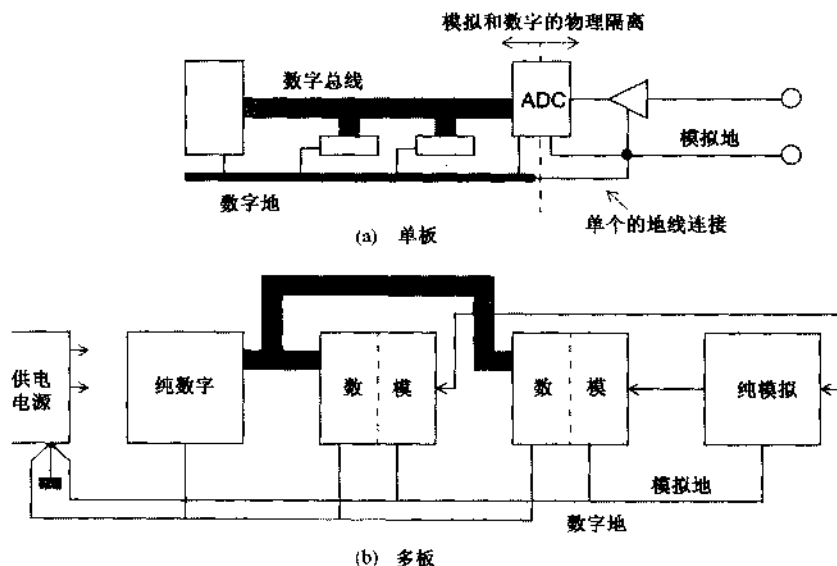 模拟和数字的物理隔离
数字总线
ADC
模拟地
数字地
单个的地线连接
(a) 单板
供电
电源
纯数字
数
模
数
模
纯模拟
模拟地
数字地
(b) 多板